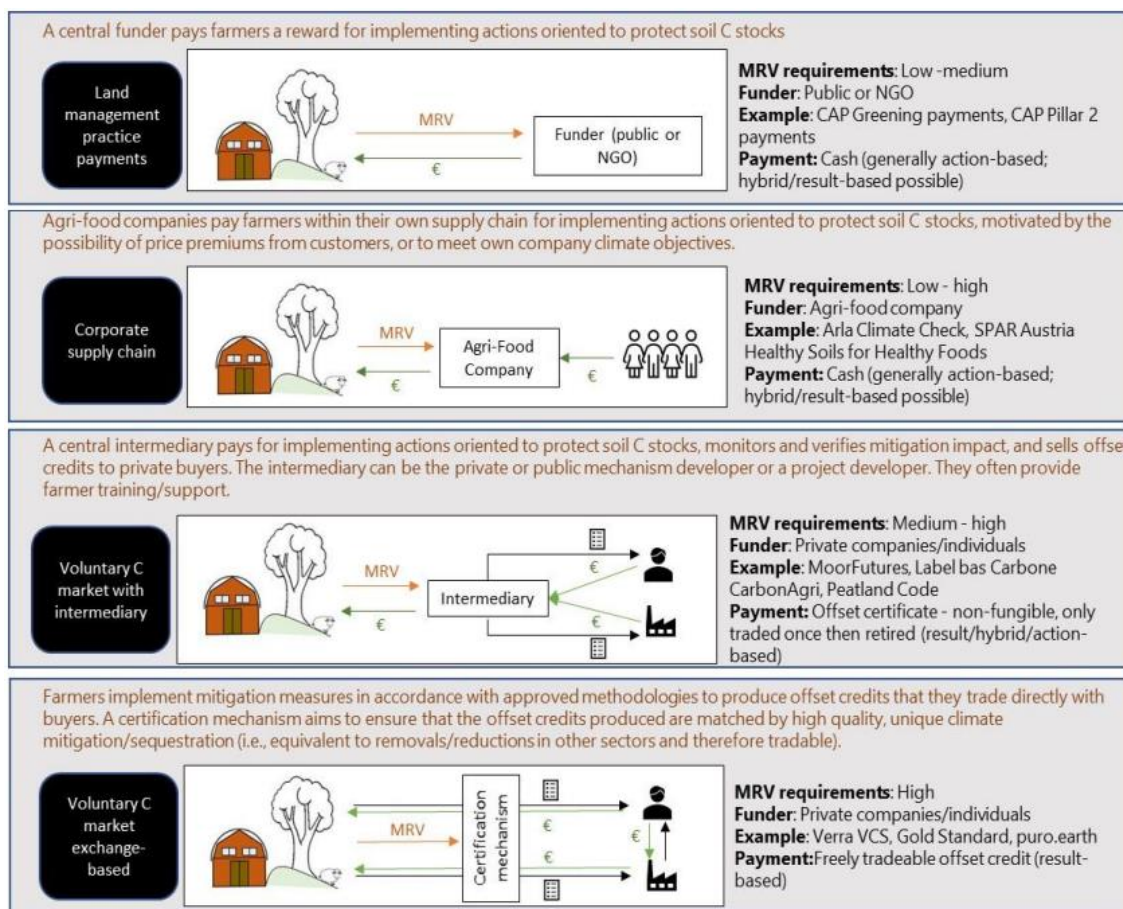 A central funder pays farmers a reward for implementing actions oriented to protect soil C stocks
Land
management
practice
payments
MRV
€
Funder (public or
NGO)
MRV requirements: Low -medium
Funder: Public or NGO
Example: CAP Greening payments, CAP Pillar 2
payments
Payment: Cash (generally action-based;
hybrid/result-based possible)
Agri-food companies pay farmers within their own supply chain for implementing actions oriented to protect soil C stocks, motivated by the
possibility of price premiums from customers, or to meet own company climate objectives.
Corporate
supply chain
MRV
€
Agri-Food
Company
€
MRV requirements: Low - high
Funder: Agri-food company
Example: Arla Climate Check, SPAR Austria
Healthy Soils for Healthy Foods
Payment: Cash (generally action-based;
hybrid/result-based possible)
A central intermediary pays for implementing actions oriented to protect soil C stocks, monitors and verifies mitigation impact, and sells offset
credits to private buyers. The intermediary can be the private or public mechanism developer or a project developer. They often provide
farmer training/support.
Voluntary C
market with
intermediary
MRV
€
Intermediary
€
€
MRV requirements: Medium - high
Funder: Private companies/individuals
Example: MoorFutures, Label bas Carbone
CarbonAgri, Peatland Code
Payment: Offset certificate - non-fungible, only
traded once then retired (result/hybrid/action-
based)
Farmers implement mitigation measures in accordance with approved methodologies to produce offset credits that they trade directly with
buyers. A certification mechanism aims to ensure that the offset credits produced are matched by high quality, unique climate
mitigation/sequestration (i.e., equivalent to removals/reductions in other sectors and therefore tradable).
Voluntary C
market
exchange-
based
MRV
Certification
mechanism
€
€
€
MRV requirements: High
Funder: Private companies/individuals
Example: Verra VCS, Gold Standard, puro.earth
Payment:Freely tradeable offset credit (result-
based)